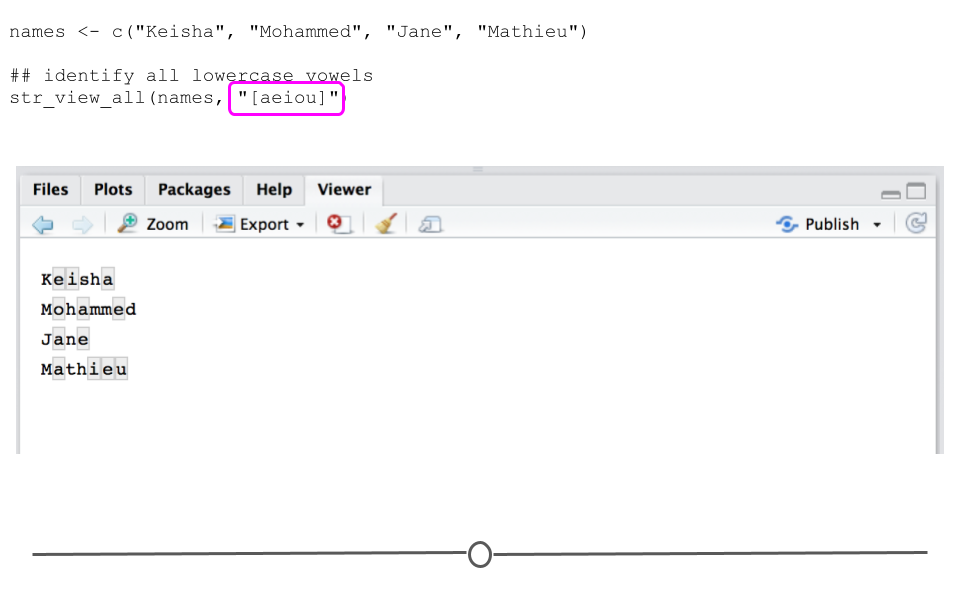 names <- c("Keisha", "Mohammed", "Jane", "Mathieu")
## identify all lowercase vowels
str_view_all(names, "[aeiou]")
Files Plots Packages Help Viewer
Zoom Export Publish
Keisha
Mohammed
Jane
Mathieu